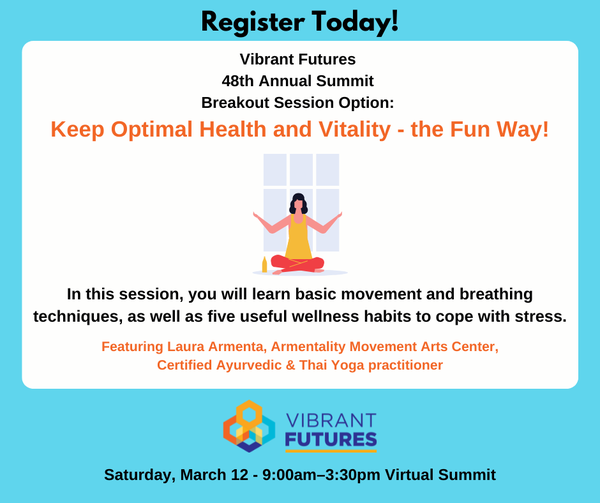 Register Today!
Vibrant Futures
48th Annual Summit
Breakout Session Option:
Keep Optimal Health and Vitality - the Fun Way!
In this session, you will learn basic movement and breathing
techniques, as well as five useful wellness habits to cope with stress.
Featuring Laura Armenta, Armentality Movement Arts Center,
Certified Ayurvedic & Thai Yoga practitioner
VIBRANT
FUTURES
Saturday, March 12 - 9:00am–3:30pm Virtual Summit